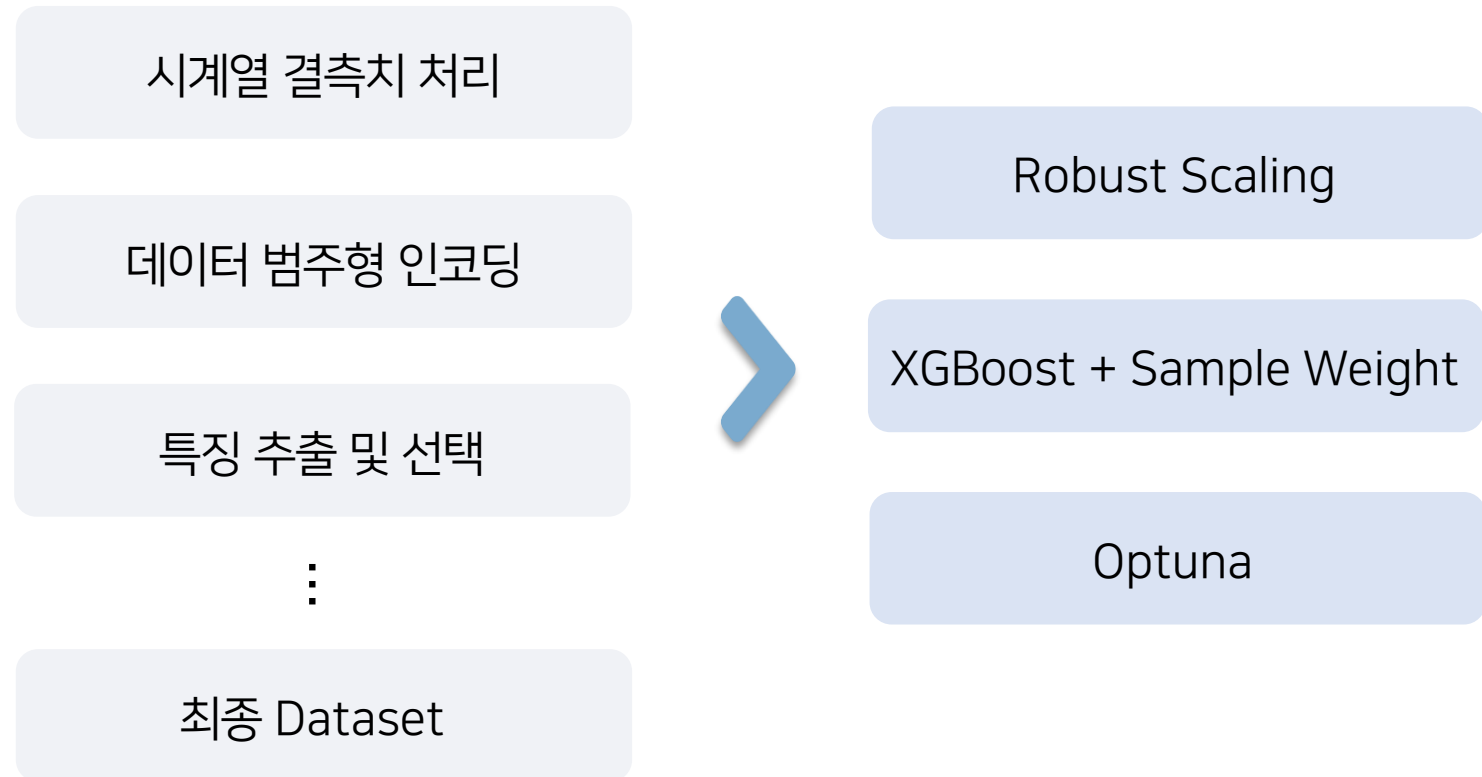 시계열 결측치 처리
데이터 범주형 인코딩
특징 추출 및 선택
⋮
최종 Dataset
Robust Scaling
XGBoost + Sample Weight
Optuna